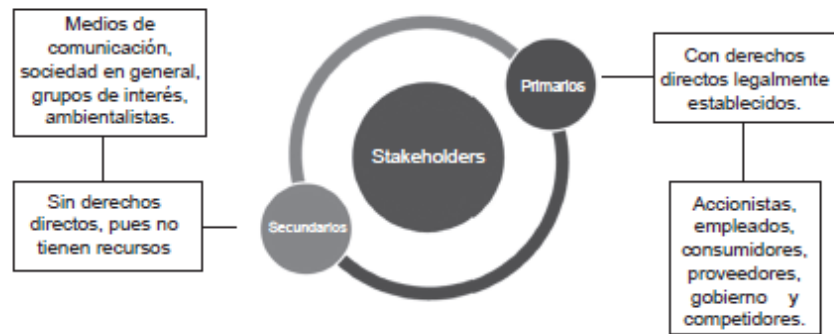 Medios de
comunicación,
sociedad en general,
grupos de interés,
ambientalistas.
Sin derechos
directos, pues no
tienen recursos
Secundarios
Stakeholders
Primarios
Con derechos
directos legalmente
establecidos.
Accionistas,
empleados,
consumidores,
proveedores,
gobierno y
competidores.